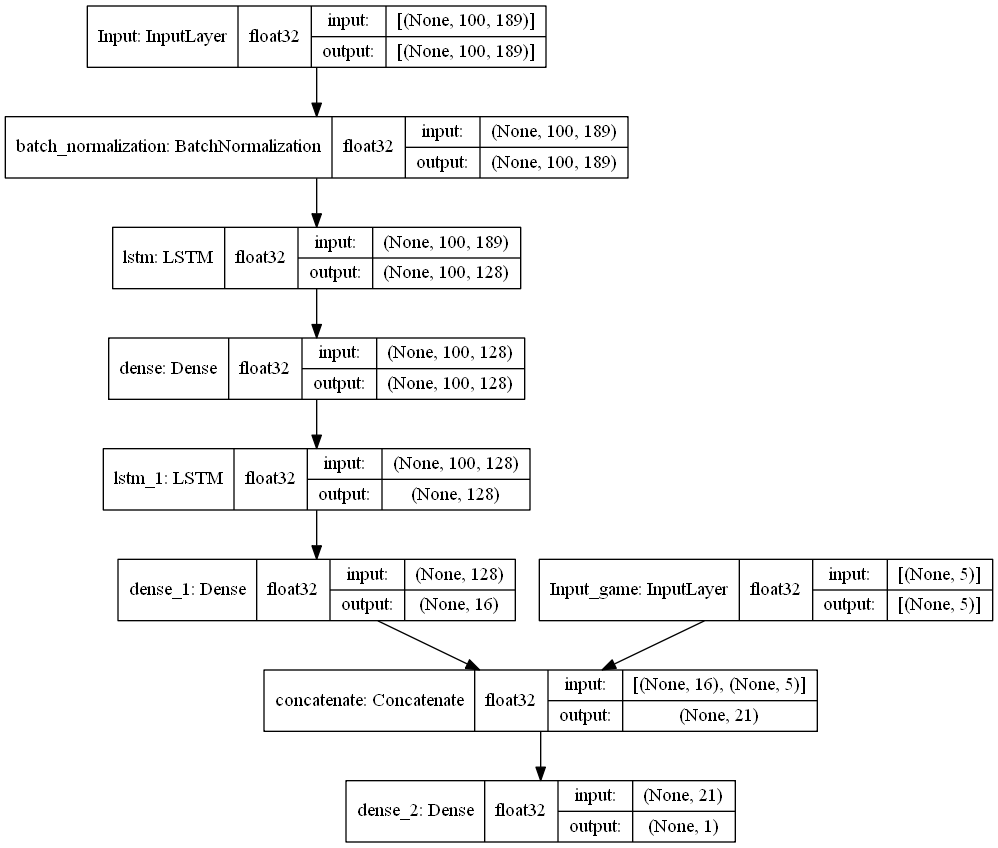 Input: InputLayer float32 input: [(None, 100, 189)]
output: [(None, 100, 189)]
batch_normalization: BatchNormalization float32 input: (None, 100, 189)
output: (None, 100, 189)
lstm: LSTM float32 input: (None, 100, 189)
output: (None, 100, 128)
dense: Dense float32 input: (None, 100, 128)
output: (None, 100, 128)
lstm_1: LSTM float32 input: (None, 100, 128)
output: (None, 128)
dense_1: Dense float32 input: (None, 128)
output: (None, 16)
Input_game: InputLayer float32 input: [(None, 5)]
output: [(None, 5)]
concatenate: Concatenate float32 input: [(None, 16), (None, 5)]
output: (None, 21)
dense_2: Dense float32 input: (None, 21)
output: (None, 1)